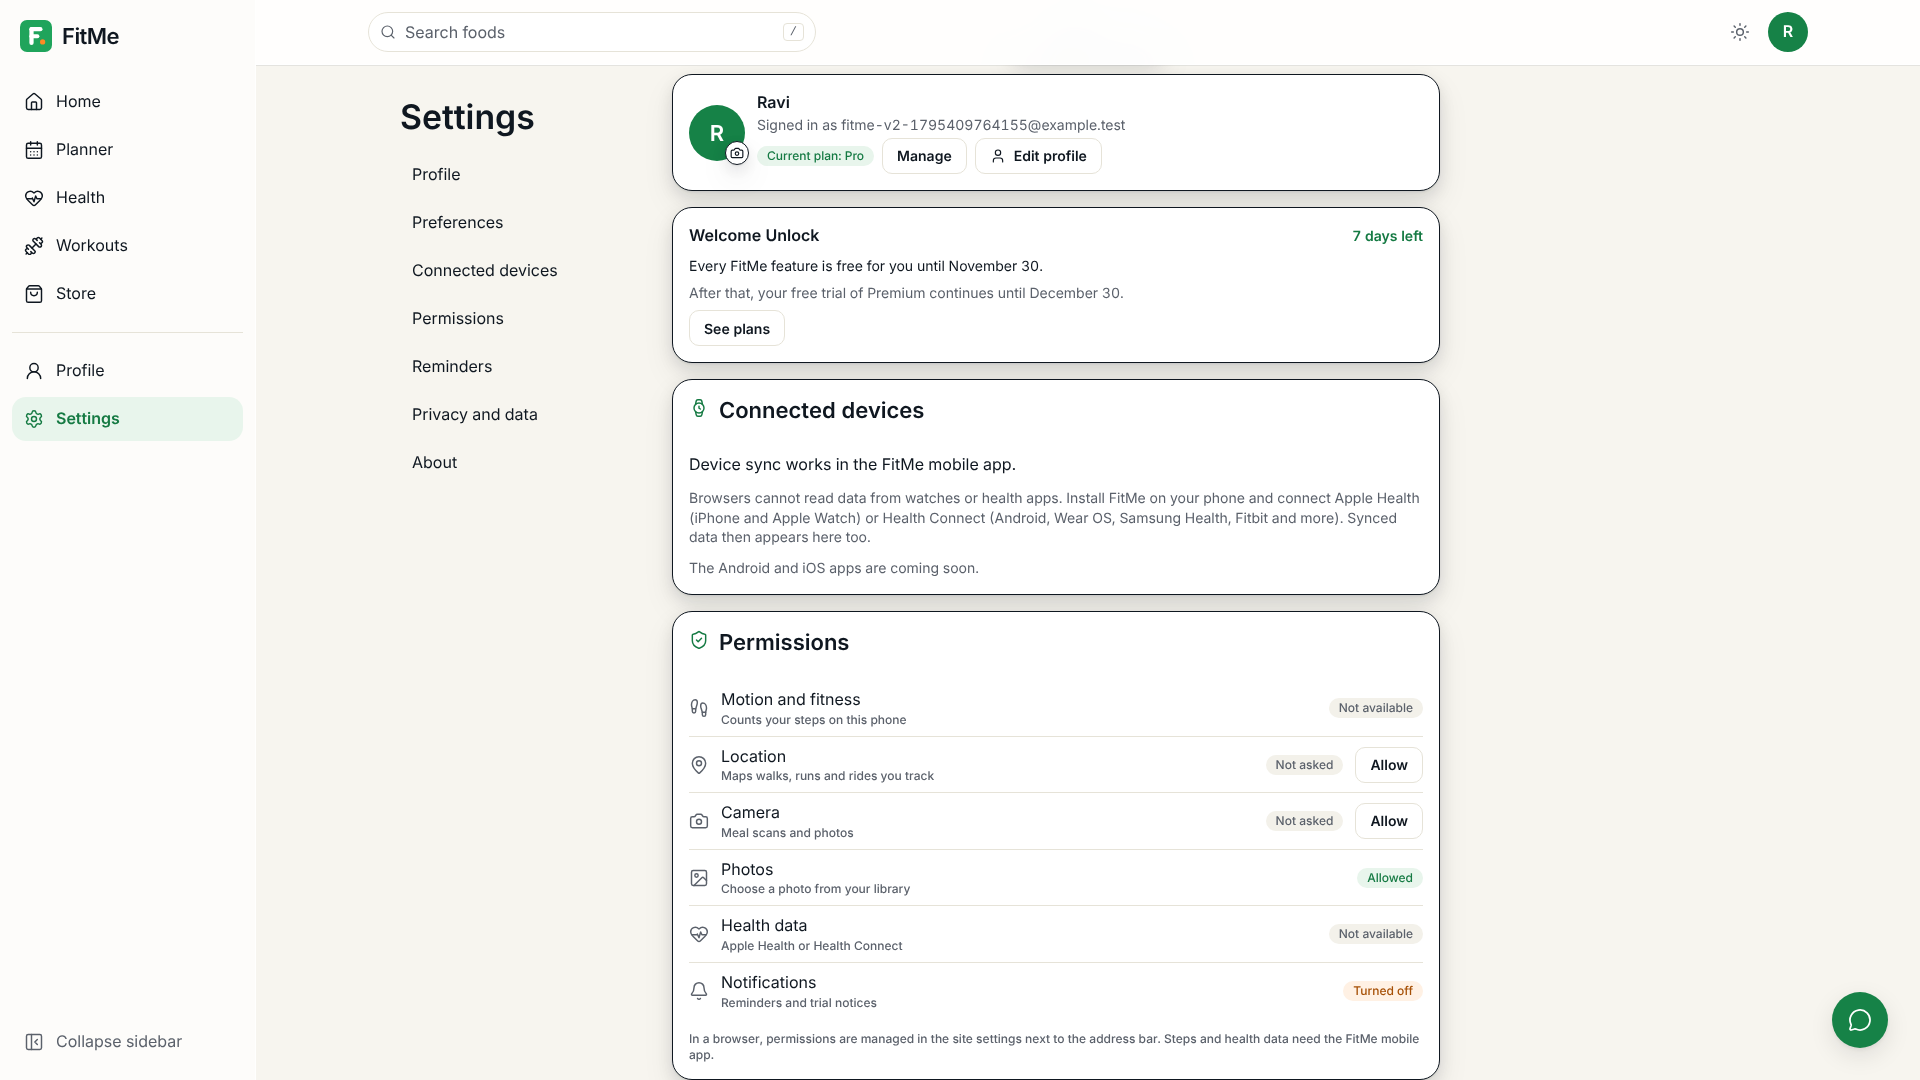 FitMe
Search foods
/
R
Home
Planner
Health
Workouts
Store
Profile
Settings
Collapse sidebar
Settings
Profile
Preferences
Connected devices
Permissions
Reminders
Privacy and data
About
R
Ravi
Signed in as fitme-v2-1795409764155@example.test
Current plan: Pro
Manage
Edit profile
Welcome Unlock
7 days left
Every FitMe feature is free for you until November 30.
After that, your free trial of Premium continues until December 30.
See plans
Connected devices
Device sync works in the FitMe mobile app.
Browsers cannot read data from watches or health apps. Install FitMe on your phone and connect Apple Health
(iPhone and Apple Watch) or Health Connect (Android, Wear OS, Samsung Health, Fitbit and more). Synced
data then appears here too.
The Android and iOS apps are coming soon.
Permissions
Motion and fitness
Counts your steps on this phone
Not available
Location
Maps walks, runs and rides you track
Not asked
Allow
Camera
Meal scans and photos
Not asked
Allow
Photos
Choose a photo from your library
Allowed
Health data
Apple Health or Health Connect
Not available
Notifications
Reminders and trial notices
Turned off
In a browser, permissions are managed in the site settings next to the address bar. Steps and health data need the FitMe mobile
app.